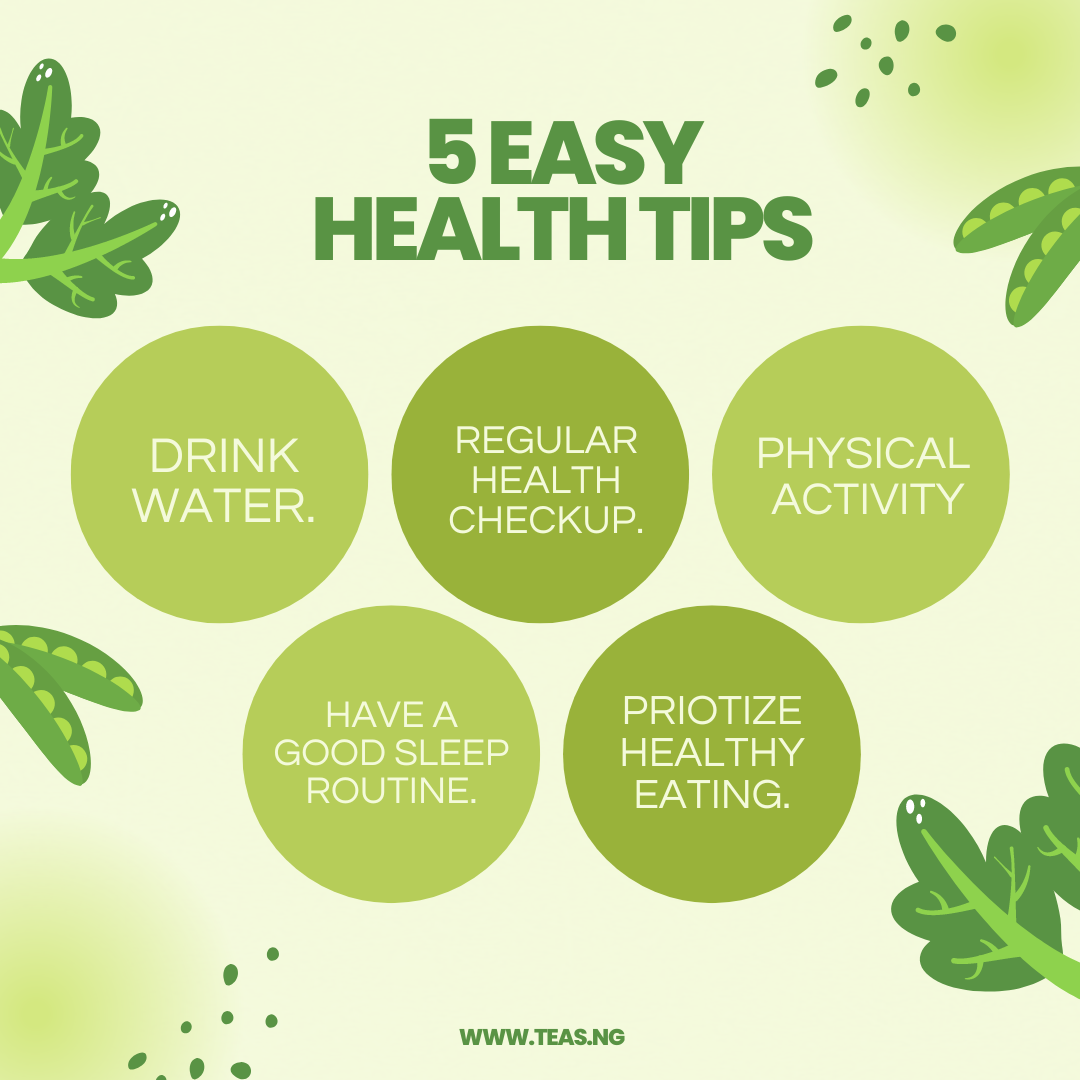 5 EASY
HEALTH TIPS
DRINK
WATER.
REGULAR
HEALTH
CHECKUP.
PHYSICAL
ACTIVITY
HAVE A
GOOD SLEEP
ROUTINE.
PRIOTIZE
HEALTHY
EATING.
WWW.TEAS.NG